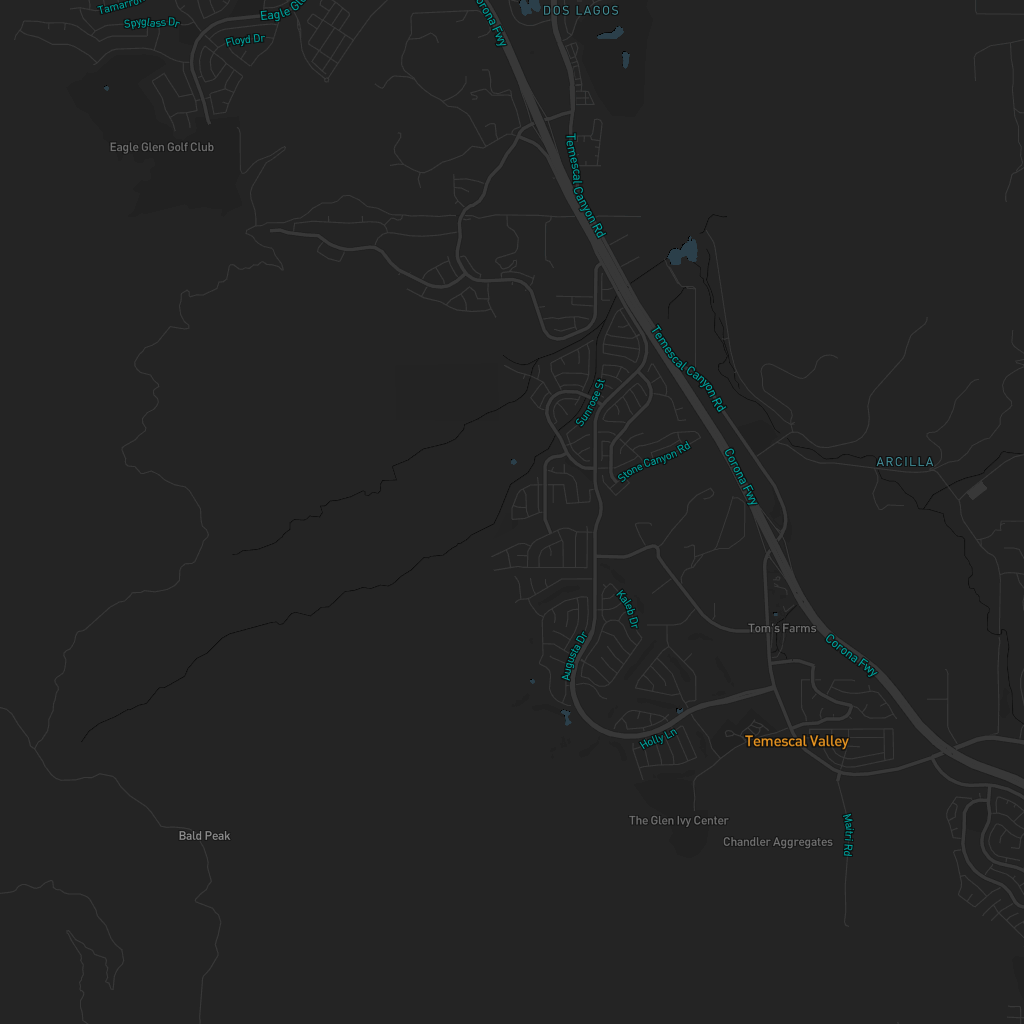 Tamarron
Eagle Gle
Corona Fwy
DOS LAGOS
Spyglass Dr
Floyd Dr
Eagle Glen Golf Club
Temescal Canyon Rd
Temescal Canyon Rd
Sunrose St
Stone Canyon Rd
Corona Fwy
ARCILLA
Kaleb Dr
Tom's Farms
Augusta Dr
Corona Fwy
Holly Ln
Temescal Valley
The Glen Ivy Center
Bald Peak
Chandler Aggregates
Maitri Rd